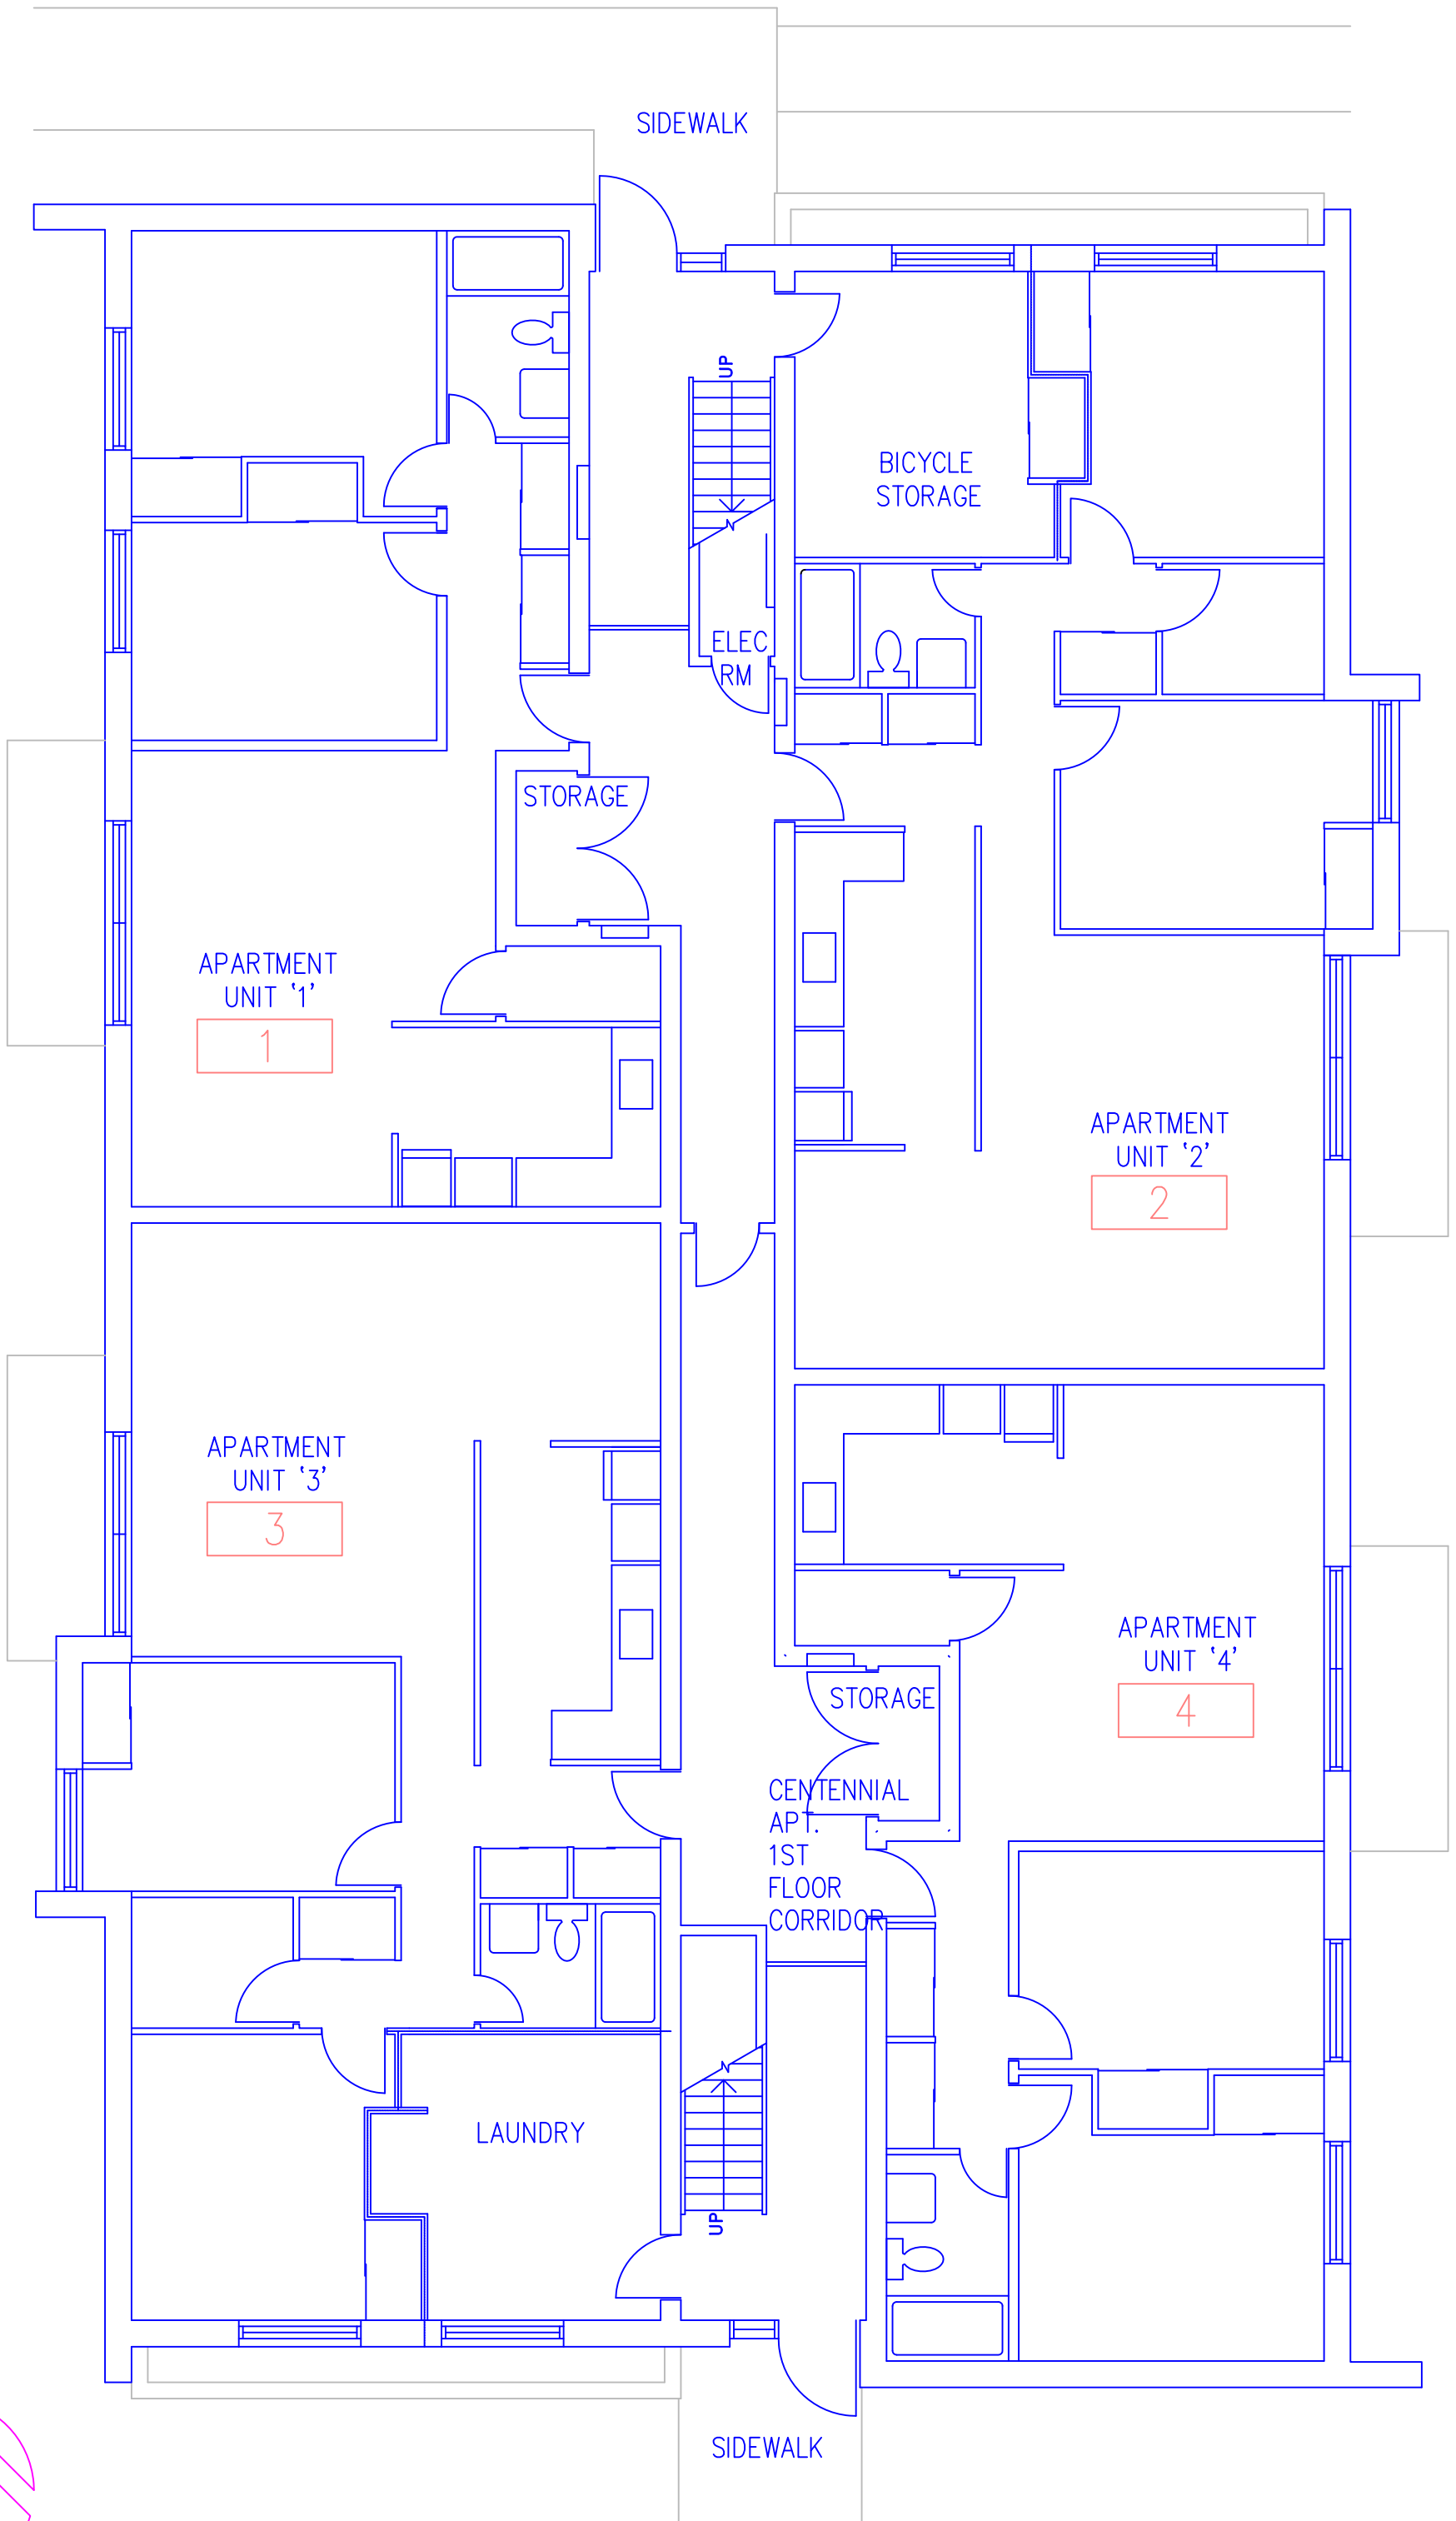 SIDEWALK
UP
BICYCLE
STORAGE
ELEC
RM
STORAGE
APARTMENT
UNIT '1'
1
APARTMENT
UNIT '2'
2
APARTMENT
UNIT '3'
3
APARTMENT
UNIT '4'
4
STORAGE
CENTENNIAL
APT.
1ST
FLOOR
CORRIDOR
LAUNDRY
UP
SIDEWALK